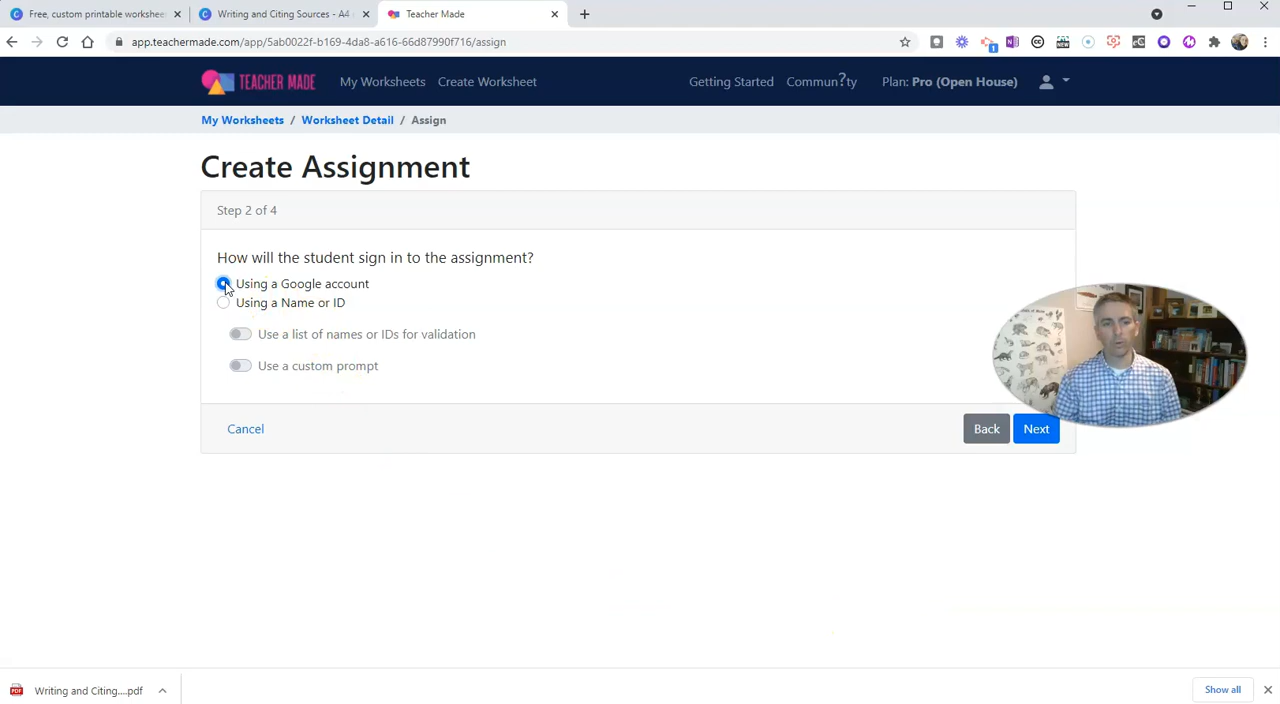 Free, custom printable workshee
Writing and Citing Sources - A4
Teacher Made
app.teachermade.com/app/5ab0022f-b169-4da8-a616-66d87990f716/assign
TEACHER MADE
My Worksheets
Create Worksheet
Getting Started
Commun?ty
Plan: Pro (Open House)
My Worksheets / Worksheet Detail / Assign
Create Assignment
Step 2 of 4
How will the student sign in to the assignment?
Using a Google account
Using a Name or ID
Use a list of names or IDs for validation
Use a custom prompt
Cancel
Back
Next
Writing and Citing....pdf
Show all